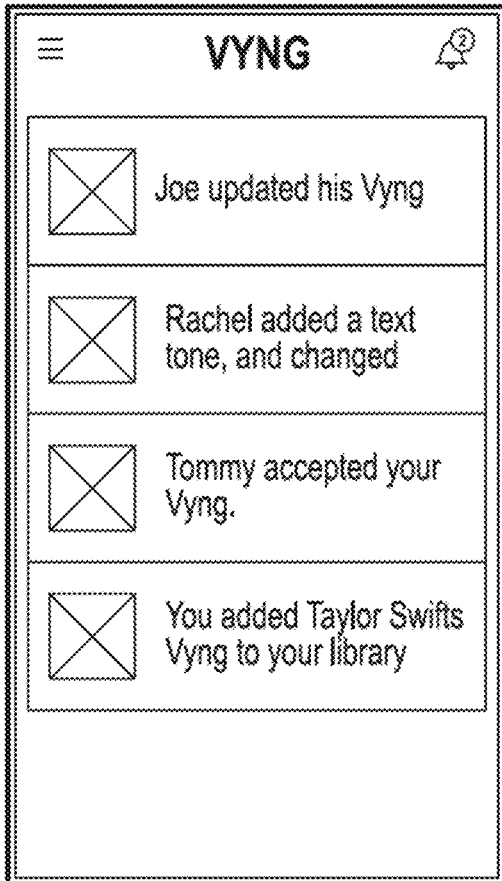 VYNG
2
Joe updated his Vyng
Rachel added a text
tone, and changed
Tommy accepted your
Vyng.
You added Taylor Swifts
Vyng to your library